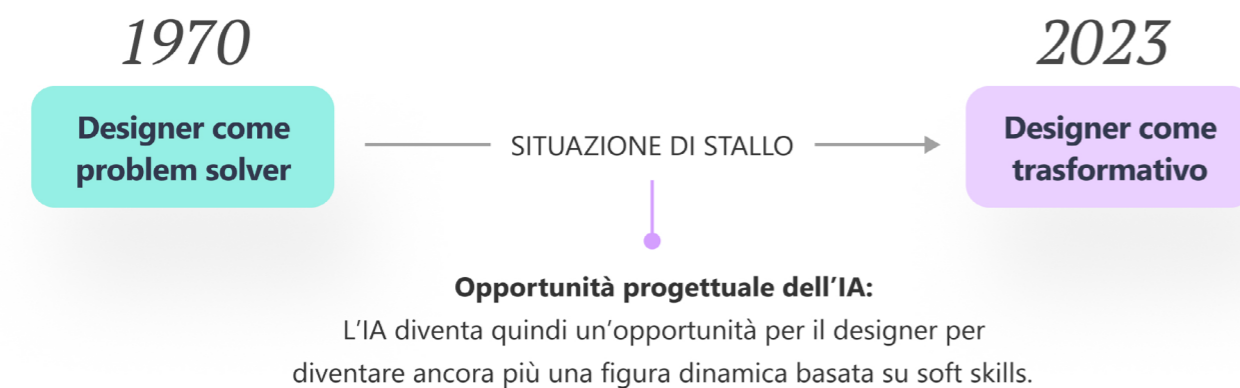 1970
2023
Designer come
problem solver
SITUAZIONE DI STALLO
Designer come
trasformativo
Opportunità progettuale dell’IA:
L’IA diventa quindi un’opportunità per il designer per
diventare ancora più una figura dinamica basata su soft skills.